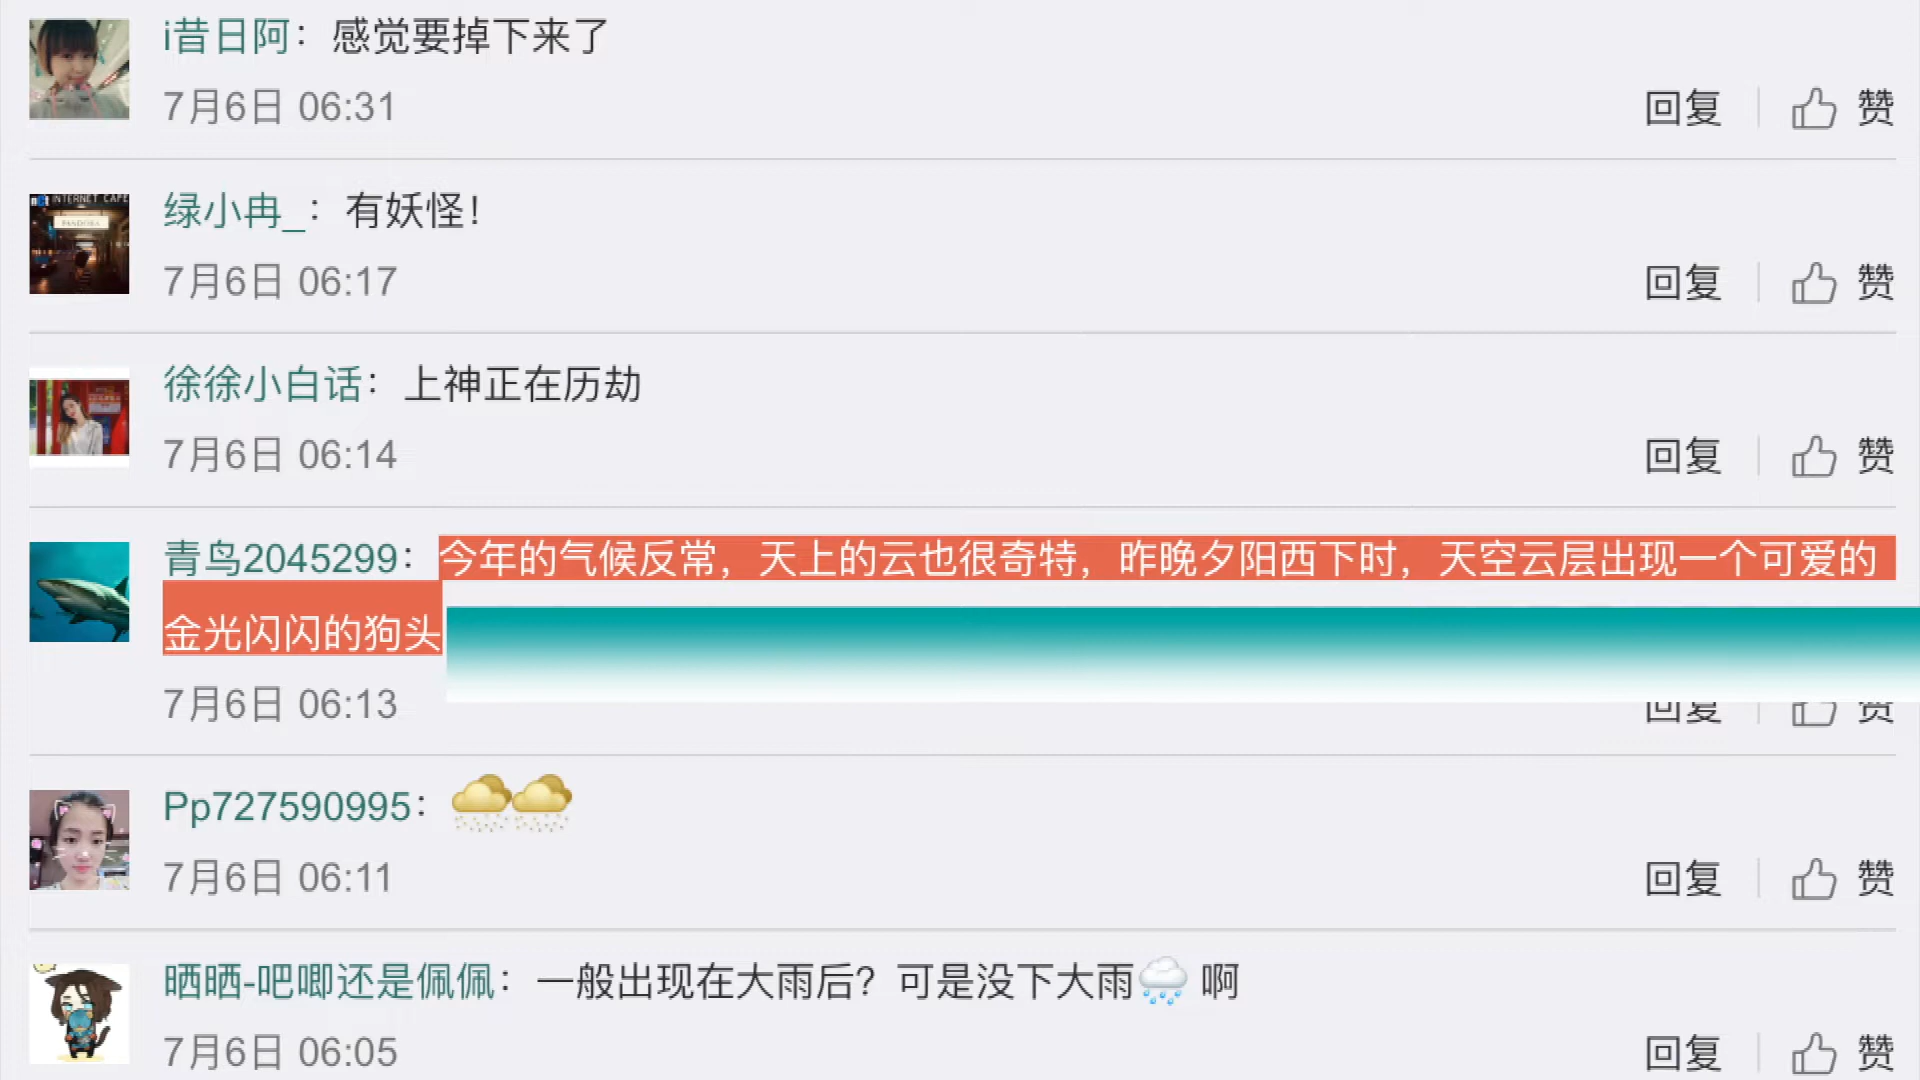 i昔日阿：感觉要掉下来了
7月6日 06:31
回复 赞
INTERNET CAFE
PANDORA
绿小冉_：有妖怪！
7月6日 06:17
回复 赞
徐徐小白话：上神正在历劫
7月6日 06:14
回复 赞
青鸟2045299：今年的气候反常，天上的云也很奇特，昨晚夕阳西下时，天空云层出现一个可爱的
金光闪闪的狗头
7月6日 06:13
回复 赞
Pp727590995：
7月6日 06:11
回复 赞
晒晒-吧唧还是佩佩：一般出现在大雨后？可是没下大雨🌧啊
7月6日 06:05
回复 赞